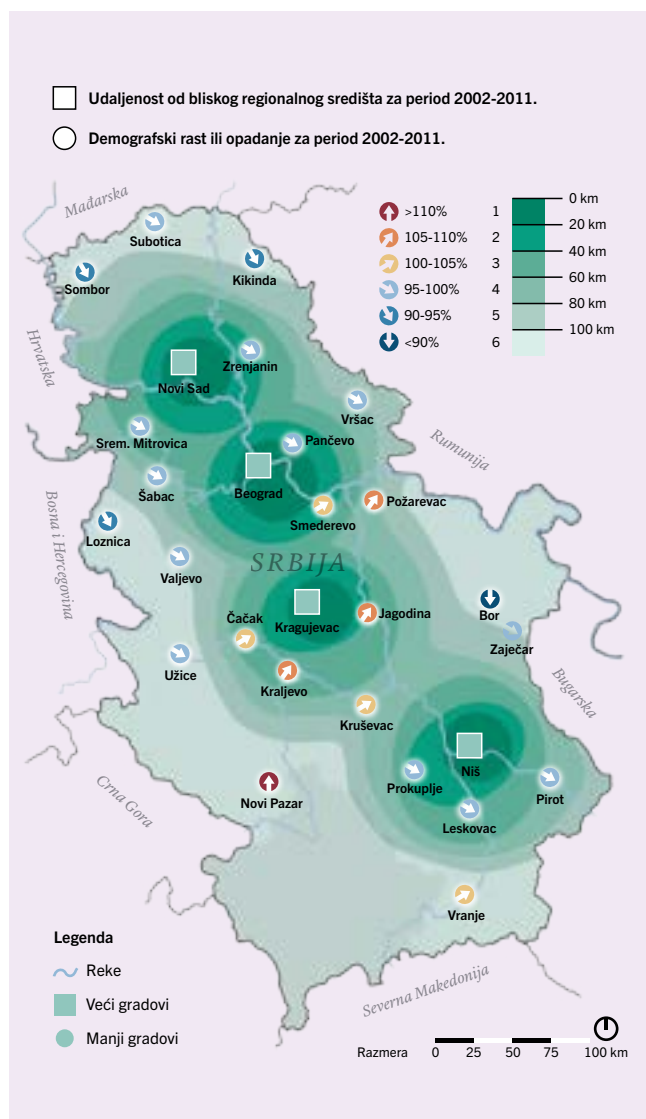 Udaljenost od bliskog regionalnog središta za period 2002-2011.
Demografski rast ili opadanje za period 2002-2011.
>110% 1
105-110% 2
100-105% 3
95-100% 4
90-95% 5
<90% 6
0 km
20 km
40 km
60 km
80 km
100 km
Mađarska
Subotica
Sombor
Kikinda
Hrvatska
Zrenjanin
Novi Sad
Vršac
Srem. Mitrovica
Pančevo
Rumunija
Šabac
Beograd
Smederevo
Požarevac
Bosna i Hercegovina
Loznica
SRBIJA
Valjevo
Čačak
Kragujevac
Jagodina
Bor
Zaječar
Užice
Kraljevo
Kruševac
Bugarska
Niš
Prokuplje
Pirot
Crna Gora
Novi Pazar
Leskovac
Vranje
Severna Makedonija
Legenda
Reke
Veći gradovi
Manji gradovi
Razmera 0 25 50 75 100 km